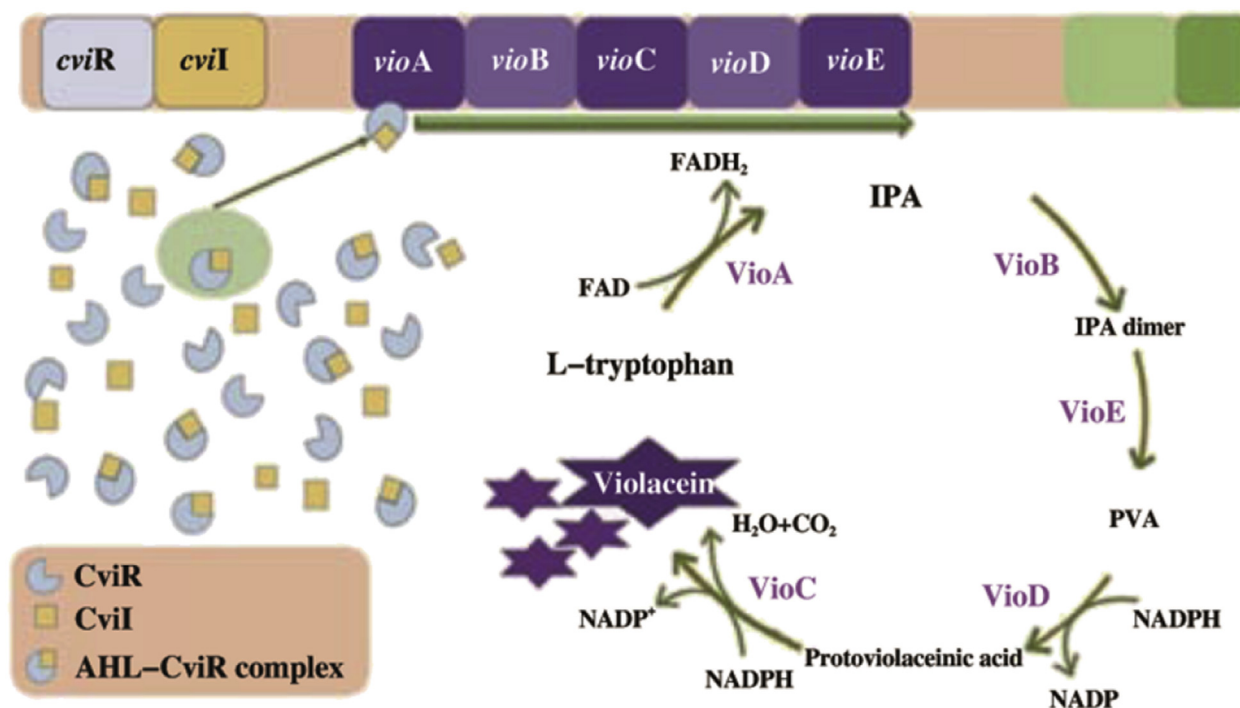 cviR cviI vioA vioB vioC vioD vioE
FADH2
IPA
VioB
VioA
FAD
IPA dimer
L-tryptophan
VioE
Violacein
PVA
H2O+CO2
VioC
VioD
NADP+
NADPH
Protoviolaceinic acid
NADPH
NADP
CviR
CviI
AHL-CviR complex